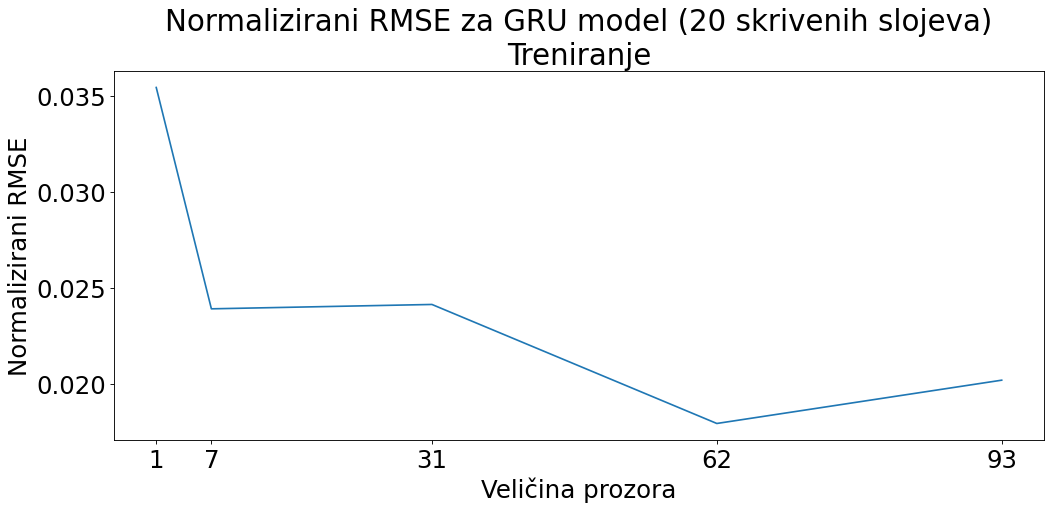 Normalizirani RMSE za GRU model (20 skrivenih slojeva)
Treniranje
Normalizirani RMSE
0.035
0.030
0.025
0.020
1 7 31 62 93
Veličina prozora